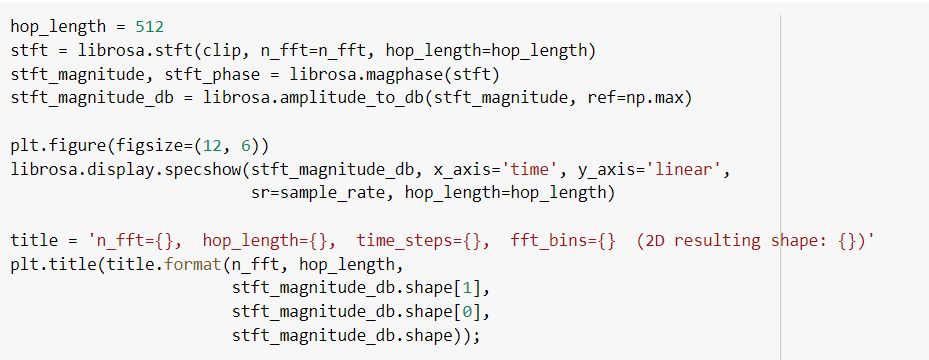 hop_length = 512
stft = librosa.stft(clip, n_fft=n_fft, hop_length=hop_length)
stft_magnitude, stft_phase = librosa.magphase(stft)
stft_magnitude_db = librosa.amplitude_to_db(stft_magnitude, ref=np.max)

plt.figure(figsize=(12, 6))
librosa.display.specshow(stft_magnitude_db, x_axis='time', y_axis='linear',
                         sr=sample_rate, hop_length=hop_length)

title = 'n_fft={},  hop_length={},  time_steps={},  fft_bins={}  (2D resulting shape: {})'
plt.title(title.format(n_fft, hop_length,
                       stft_magnitude_db.shape[1],
                       stft_magnitude_db.shape[0],
                       stft_magnitude_db.shape));